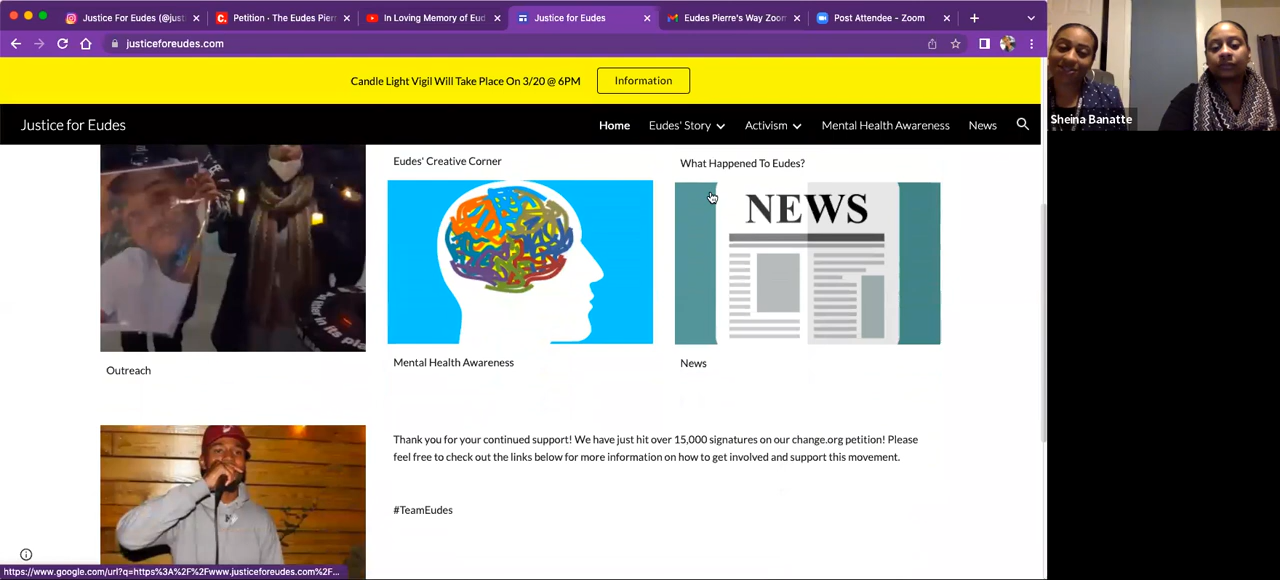 Justice For Eudes (@just
Petition · The Eudes Pierr
In Loving Memory of Eud
Justice for Eudes
Eudes Pierre's Way Zoom
Post Attendee - Zoom
justiceforeudes.com
Candle Light Vigil Will Take Place On 3/20 @ 6PM
Information
Justice for Eudes
Home
Eudes' Story
Activism
Mental Health Awareness
News
Sheina Banatte
Eudes' Creative Corner
What Happened To Eudes?
NEWS
Outreach
Mental Health Awareness
News
Thank you for your continued support! We have just hit over 15,000 signatures on our change.org petition! Please
feel free to check out the links below for more information on how to get involved and support this movement.
#TeamEudes
https://www.google.com/url?q=https%3A%2F%2Fwww.justiceforeudes.com%2F...